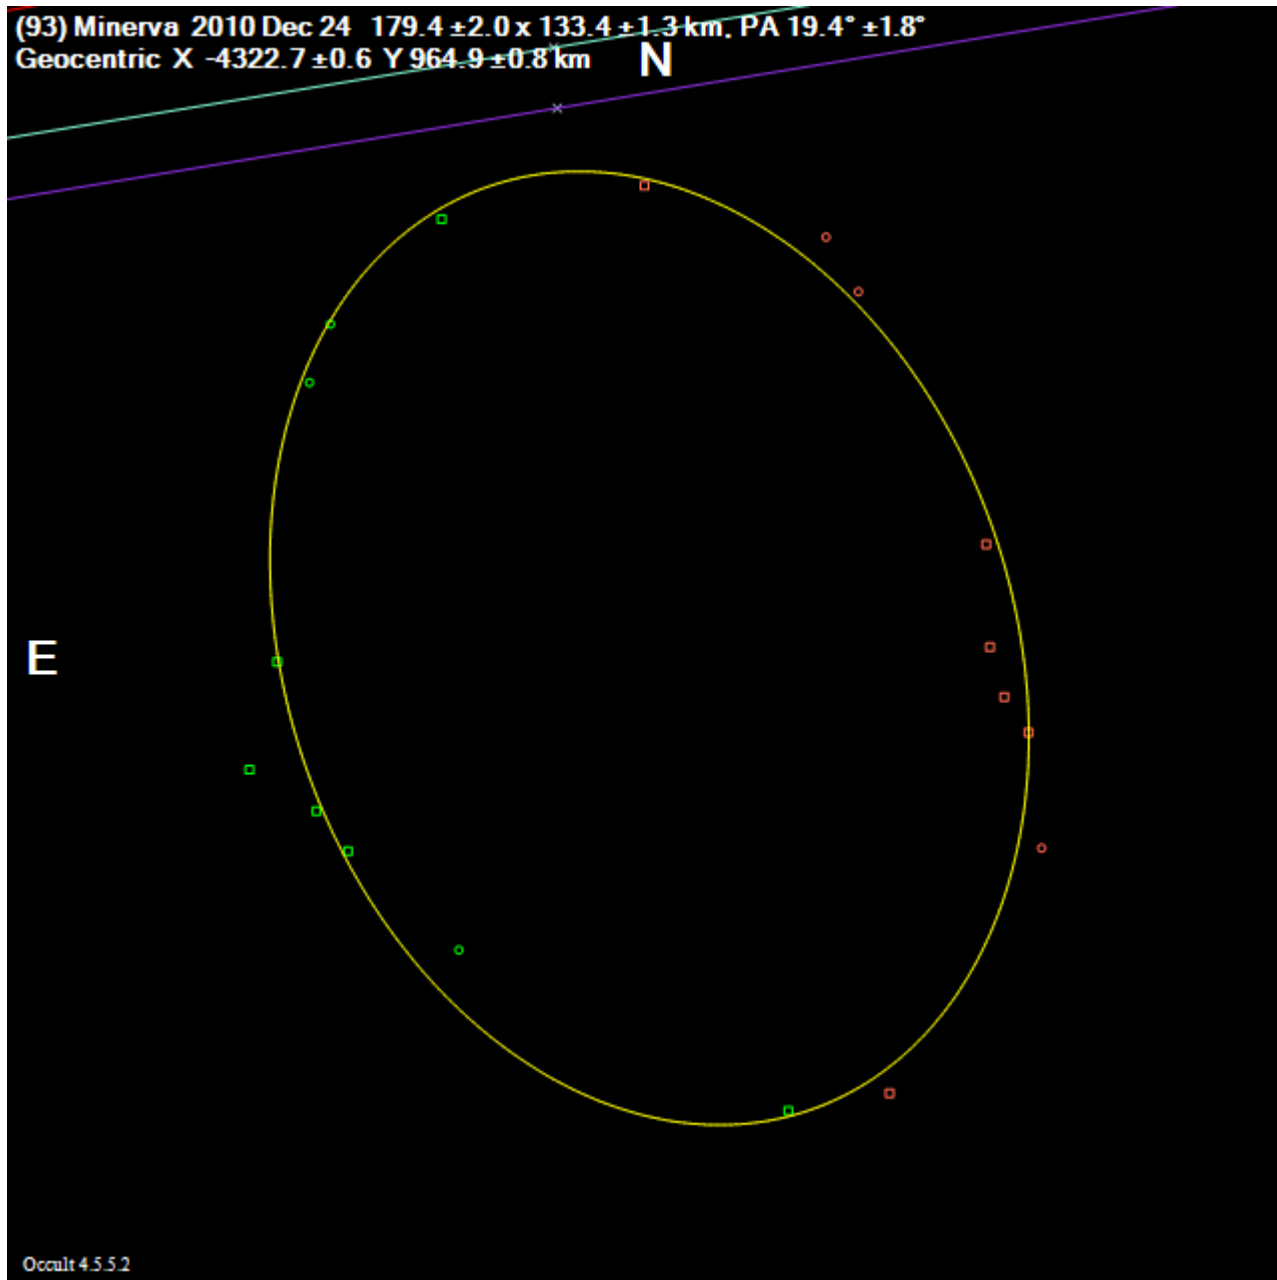 (93) Minerva 2010 Dec 24 179.4 ±2.0 x 133.4 ±1.3 km, PA 19.4° ±1.8°
Geocentric X -4322.7 ±0.6 Y 964.9 ±0.8 km
N
E
Occult 4.5.5.2